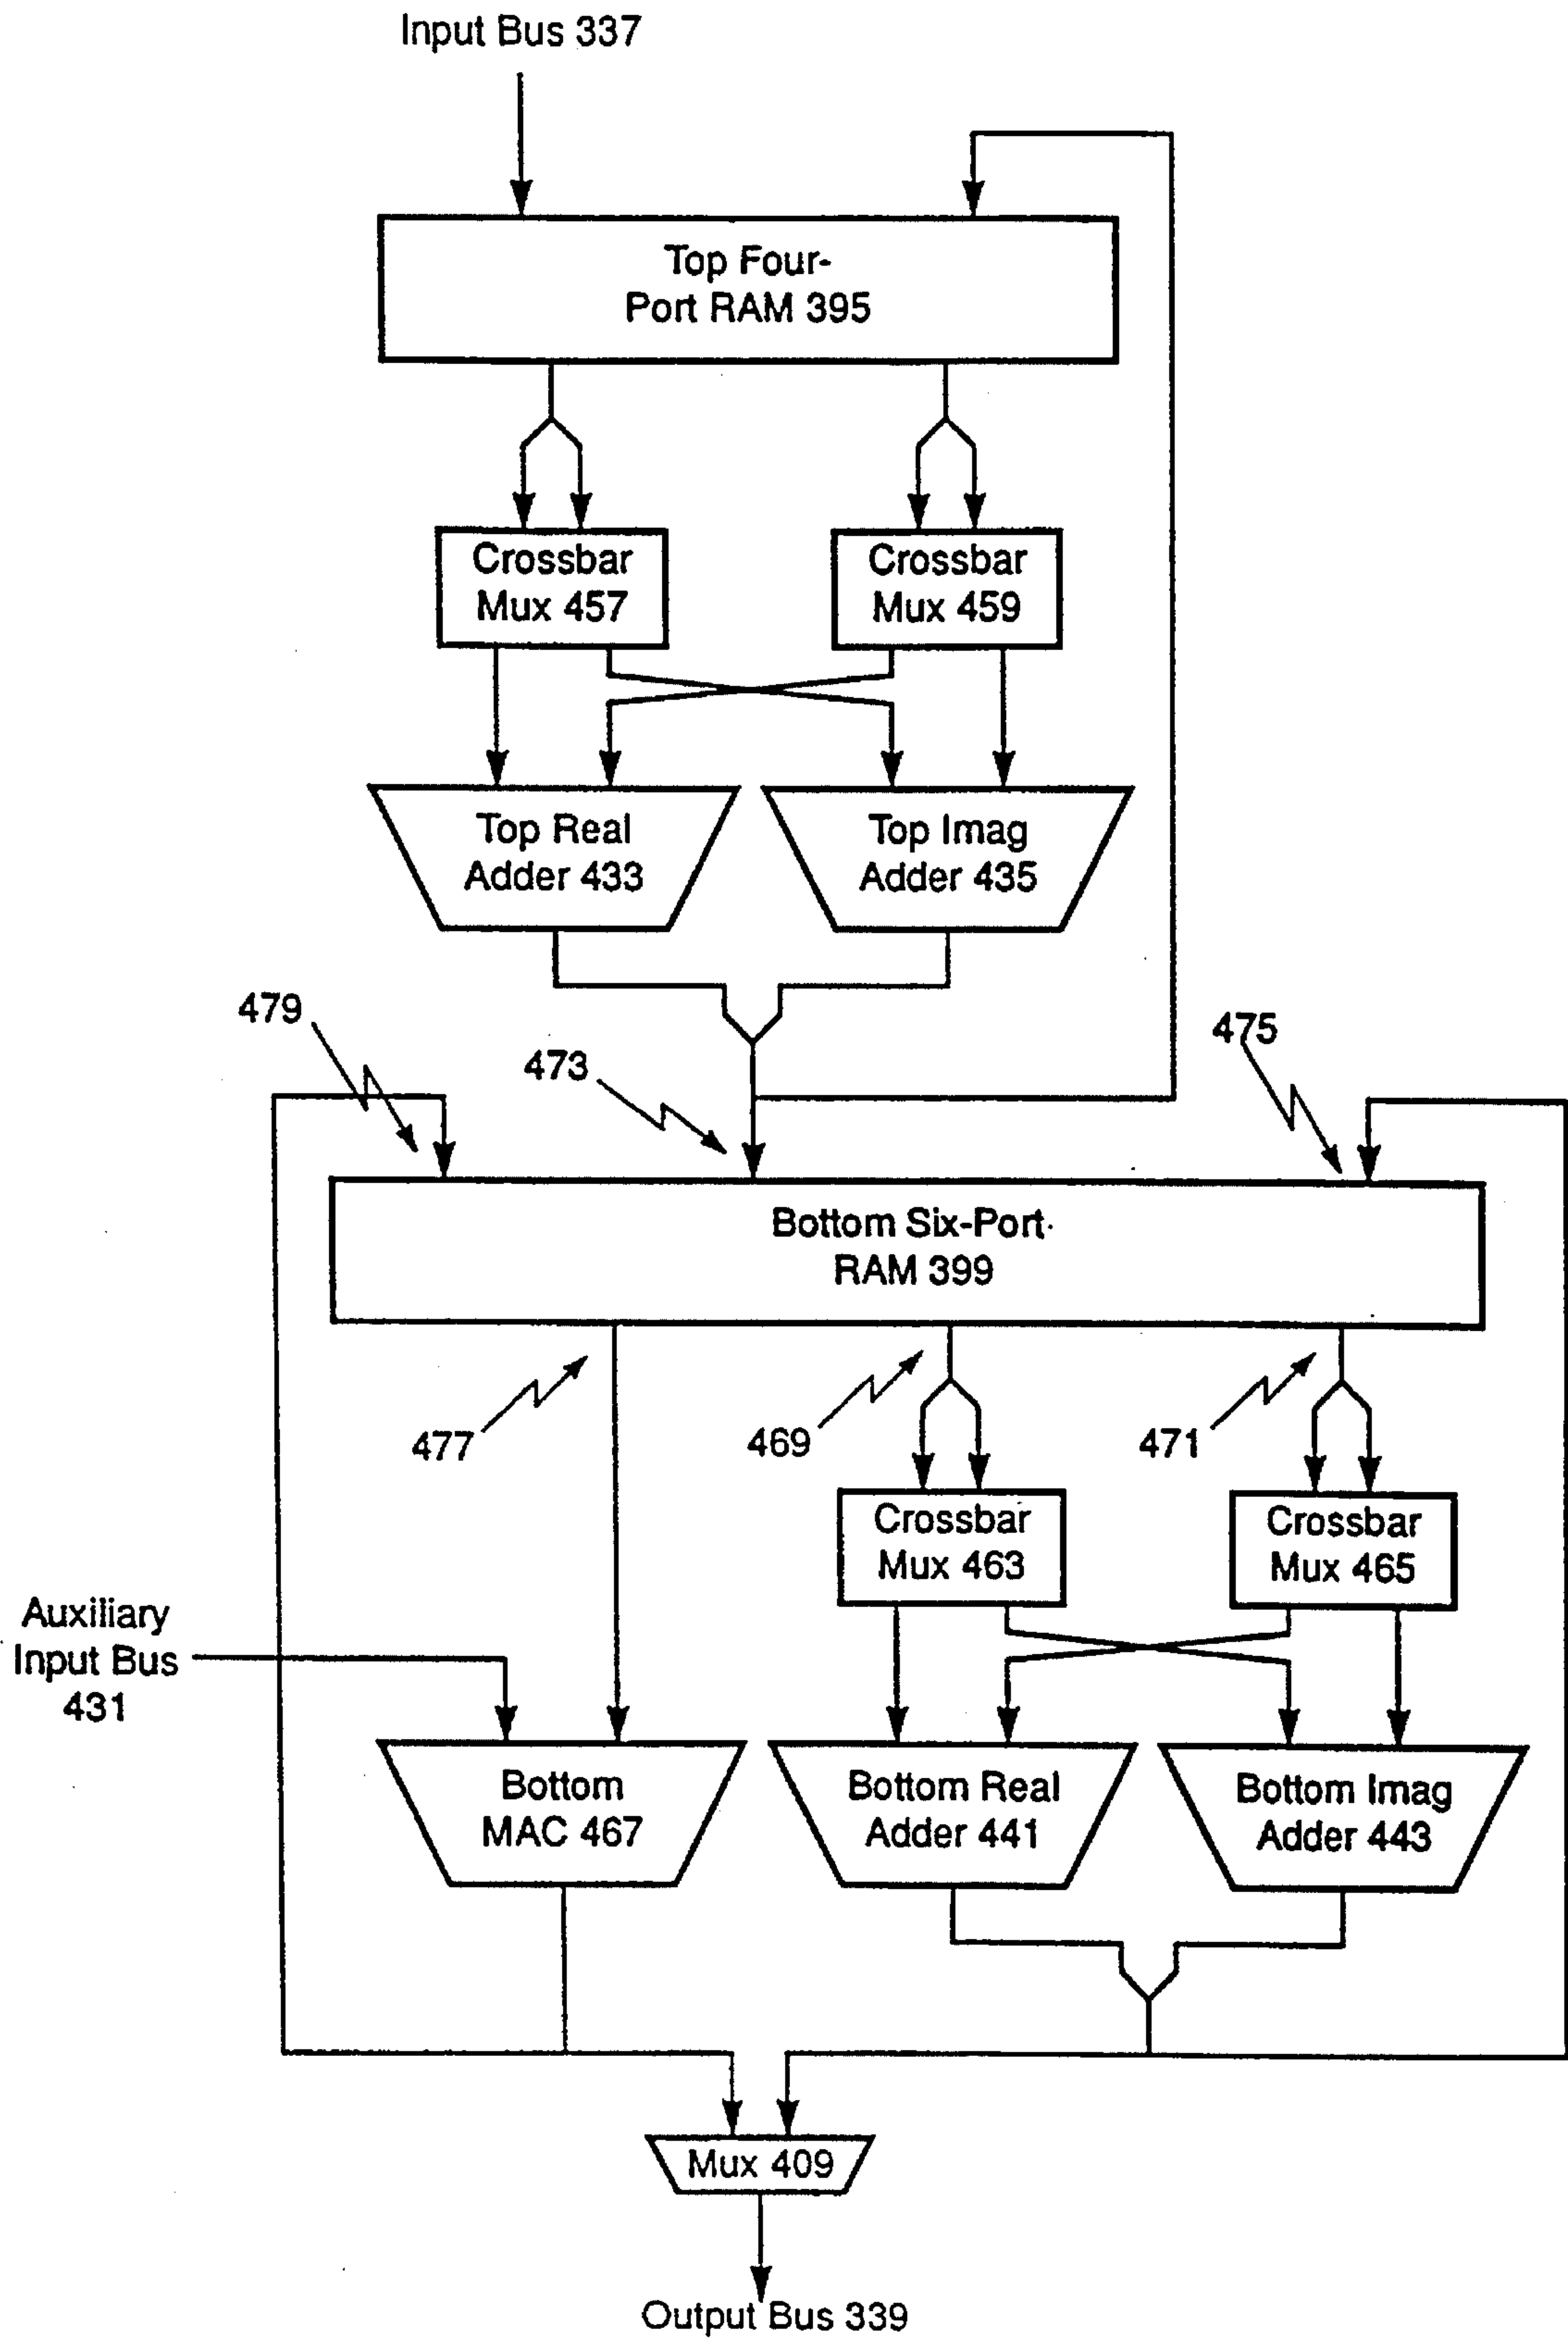 Input Bus 337
Top Four-
Port RAM 395
Crossbar
Mux 457
Crossbar
Mux 459
Top Real
Adder 433
Top Imag
Adder 435
479
473
475
Bottom Six-Port
RAM 399
477
469
471
Crossbar
Mux 463
Crossbar
Mux 465
Auxiliary
Input Bus
431
Bottom
MAC 467
Bottom Real
Adder 441
Bottom Imag
Adder 443
Mux 409
Output Bus 339